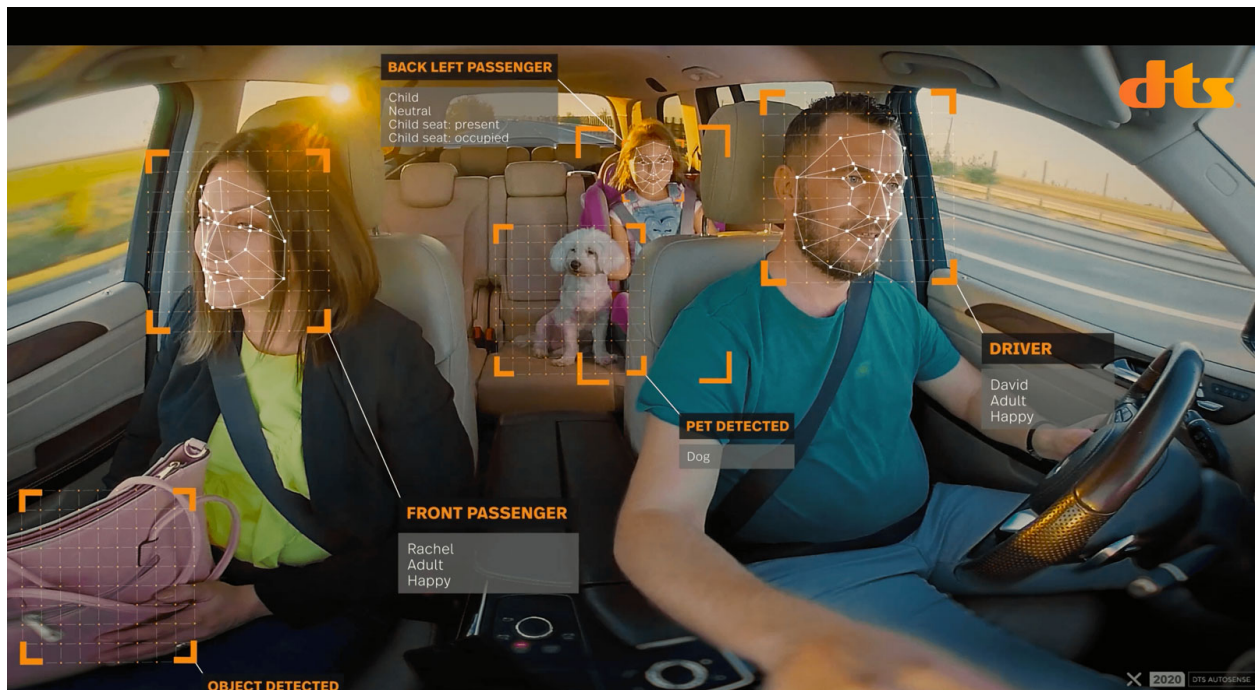 dts
BACK LEFT PASSENGER
Child
Neutral
Child seat: present
Child seat: occupied
DRIVER
David
Adult
Happy
PET DETECTED
Dog
FRONT PASSENGER
Rachel
Adult
Happy
OBJECT DETECTED
2020 DTS AUTOSENSE